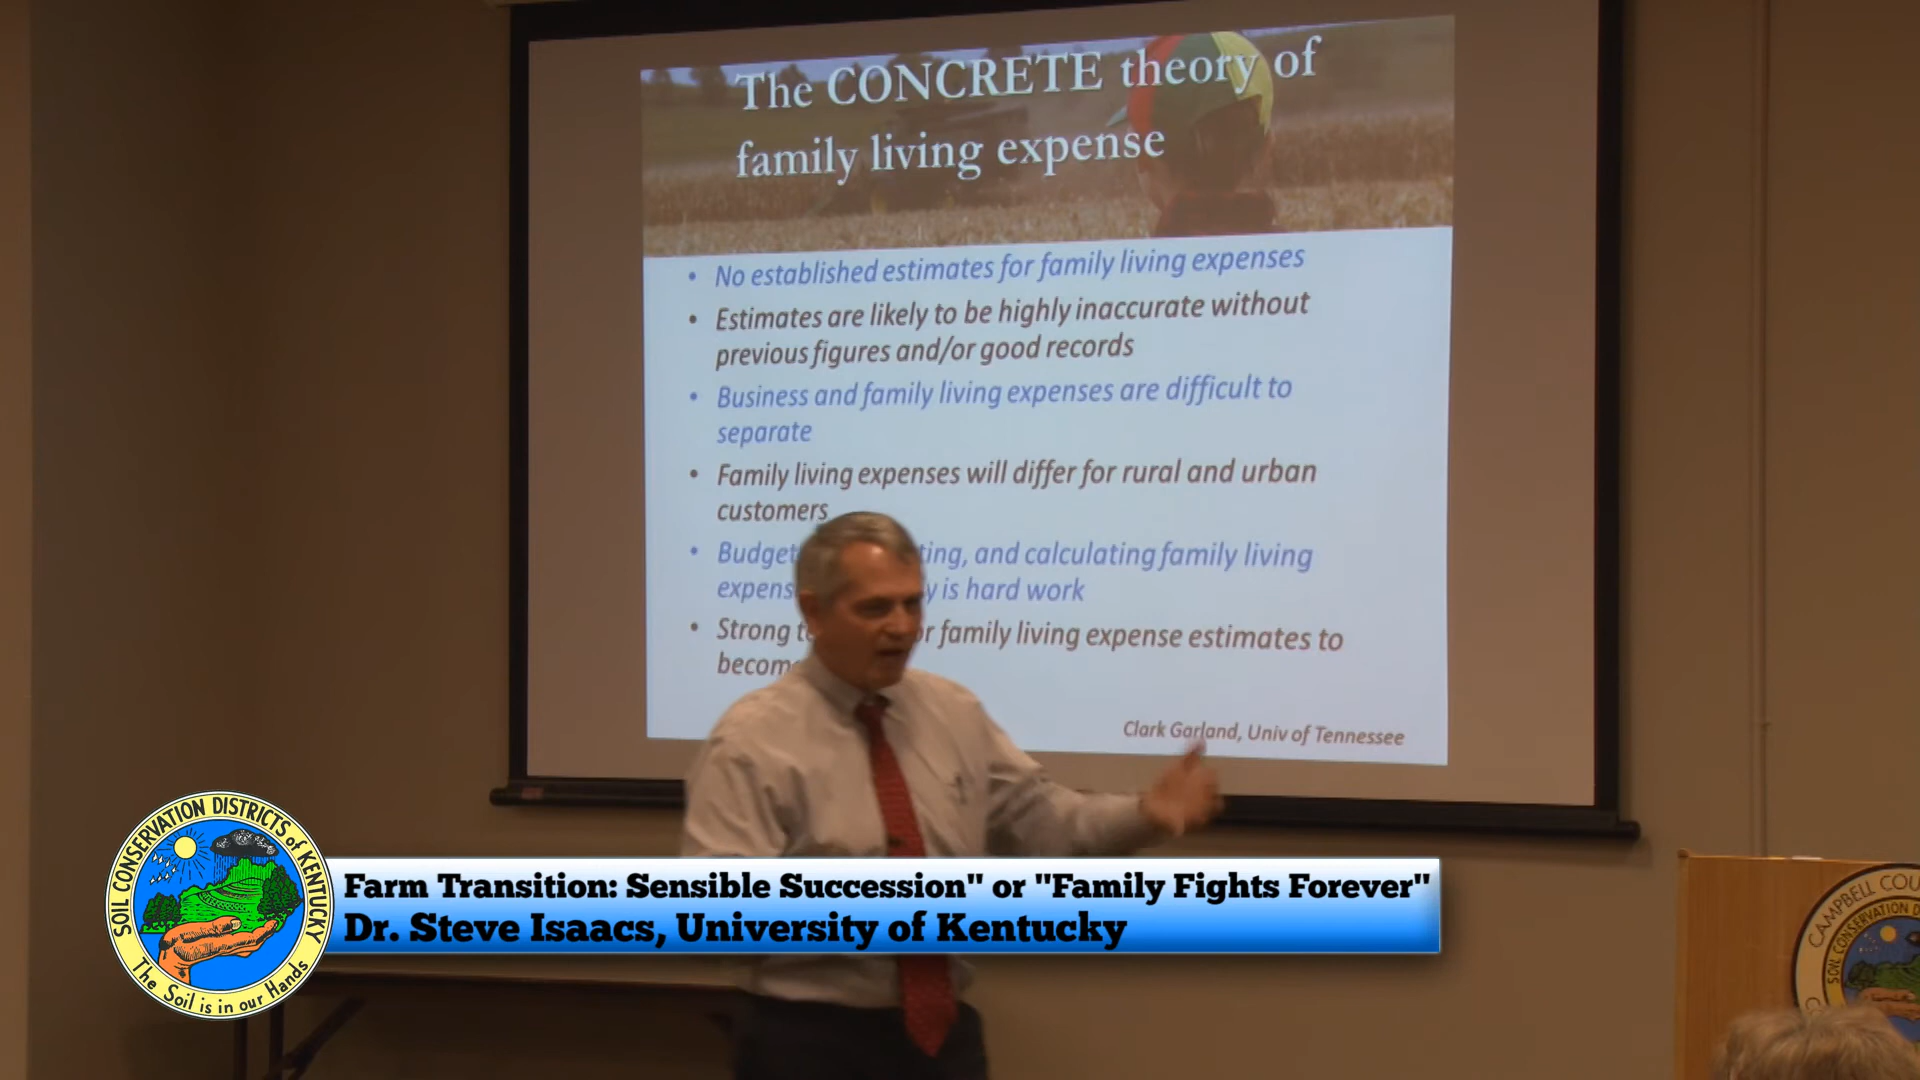 The CONCRETE theory of
family living expense
• No established estimates for family living expenses
• Estimates are likely to be highly inaccurate without
previous figures and/or good records
• Business and family living expenses are difficult to
separate
• Family living expenses will differ for rural and urban
customers
• Budget ting, and calculating family living
expens y is hard work
• Strong t r family living expense estimates to
becom
Clark Garland, Univ of Tennessee
SOIL CONSERVATION DISTRICTS of KENTUCKY
The Soil is in our Hands
Farm Transition: Sensible Succession" or "Family Fights Forever"
Dr. Steve Isaacs, University of Kentucky
CAMPBELL COU
SOIL CONSERVATION D